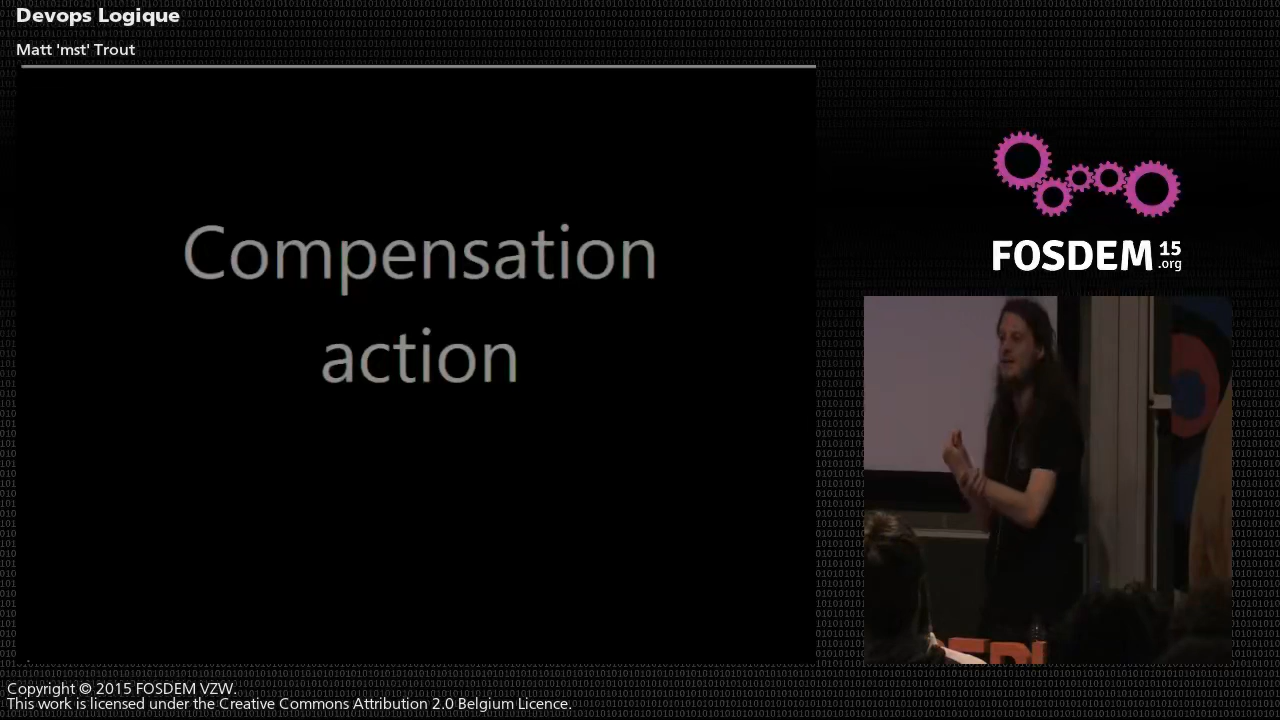 Devops Logique
Matt 'mst' Trout
Compensation
action
FOSDEM 15
.org
Copyright © 2015 FOSDEM VZW.
This work is licensed under the Creative Commons Attribution 2.0 Belgium Licence.